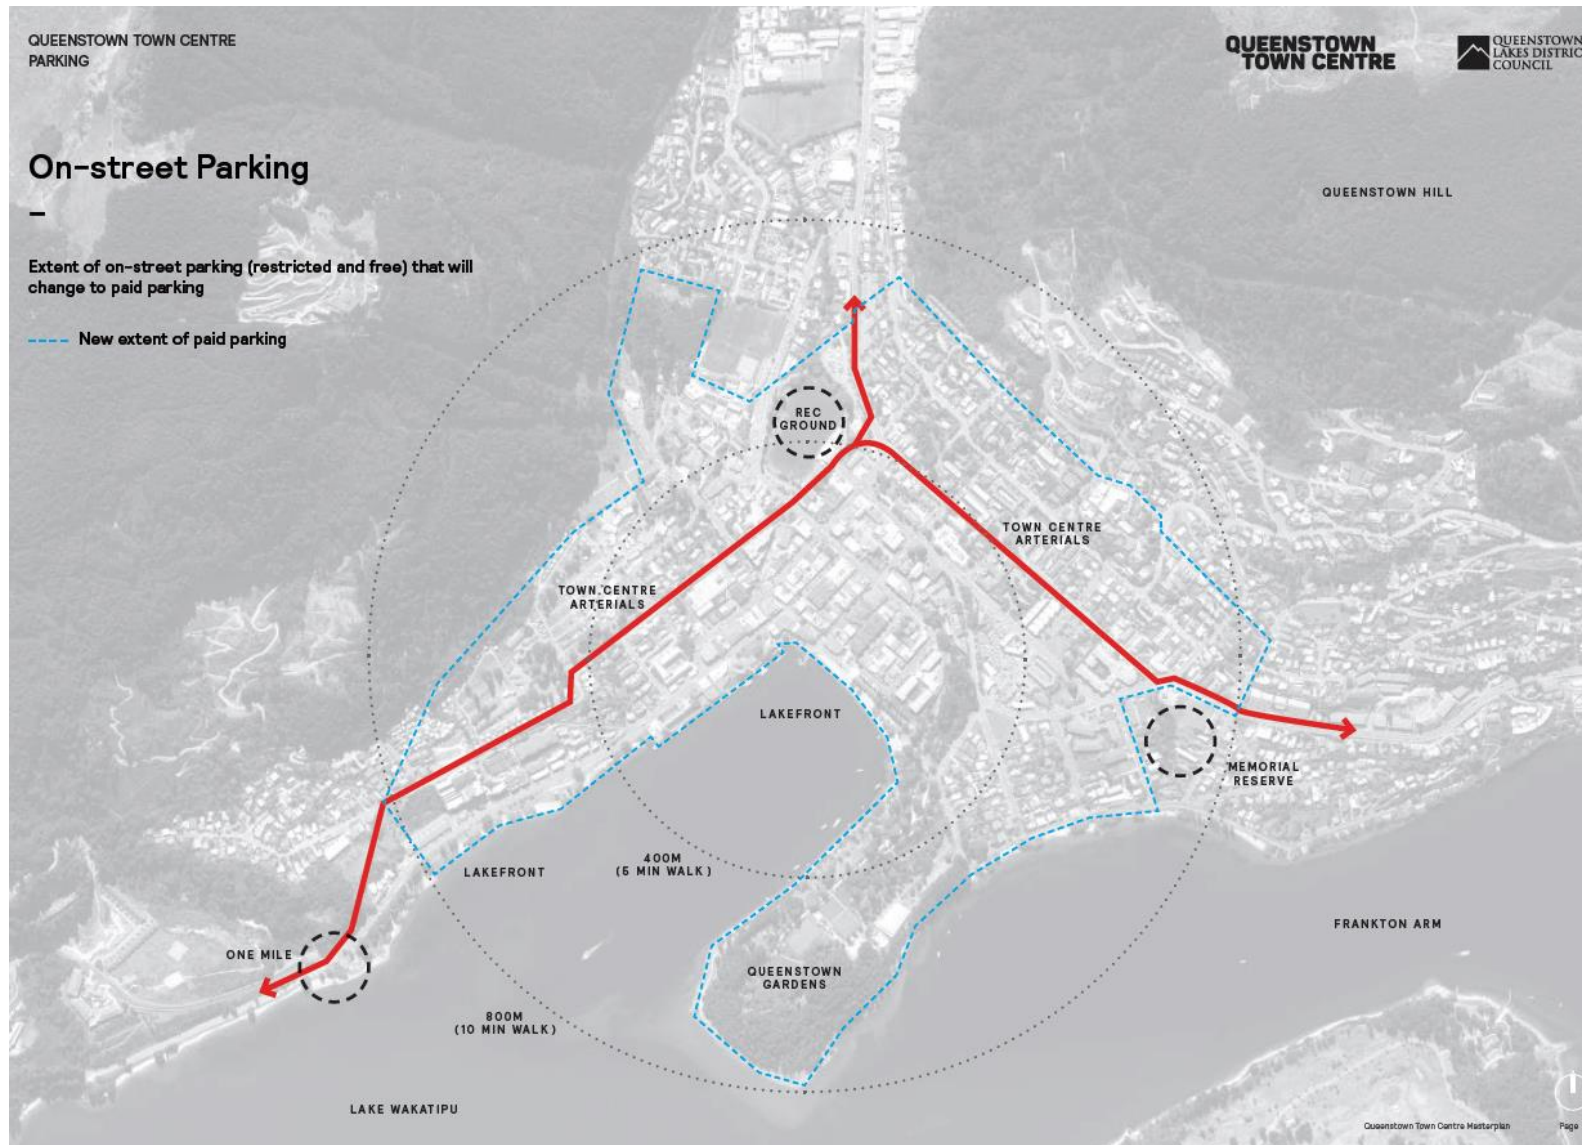 QUEENSTOWN TOWN CENTRE
PARKING
QUEENSTOWN
TOWN CENTRE
QUEENSTOWN
LAKES DISTRIC
COUNCIL
On-street Parking
–
Extent of on-street parking (restricted and free) that will
change to paid parking
New extent of paid parking
QUEENSTOWN HILL
REC
GROUND
TOWN CENTRE
ARTERIALS
TOWN CENTRE
ARTERIALS
LAKEFRONT
MEMORIAL
RESERVE
LAKEFRONT
400M
(5 MIN WALK)
FRANKTON ARM
ONE MILE
QUEENSTOWN
GARDENS
800M
(10 MIN WALK)
LAKE WAKATIPU
Queenstown Town Centre Masterplan
Page